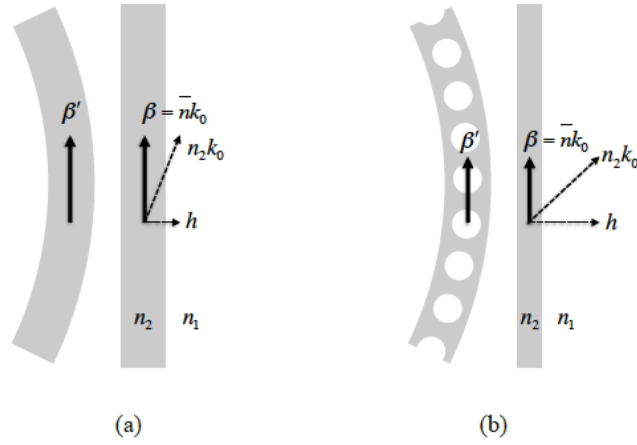 β′ β = n̅k₀
n₂k₀
h
n₂ n₁
(a)
β′ β = n̅k₀
n₂k₀
h
n₂ n₁
(b)